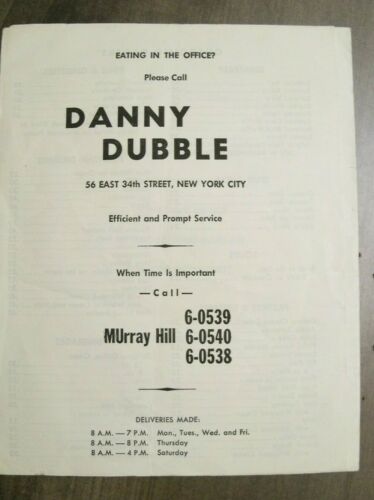 EATING IN THE OFFICE?
Please Call
DANNY
DUBBLE
56 EAST 34th STREET, NEW YORK CITY
Efficient and Prompt Service
When Time Is Important
— Call —
6-0539
MUrray Hill 6-0540
6-0538
DELIVERIES MADE:
8 A.M. — 7 P.M. Mon., Tues., Wed. and Fri.
8 A.M. — 8 P.M. Thursday
8 A.M. — 4 P.M. Saturday